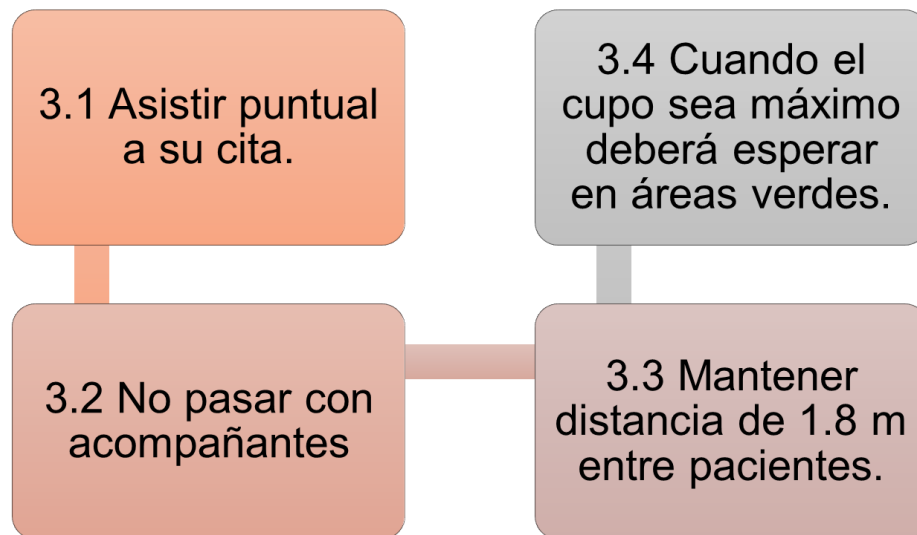 3.1 Asistir puntual
a su cita.
3.2 No pasar con
acompañantes
3.3 Mantener
distancia de 1.8 m
entre pacientes.
3.4 Cuando el
cupo sea máximo
deberá esperar
en áreas verdes.